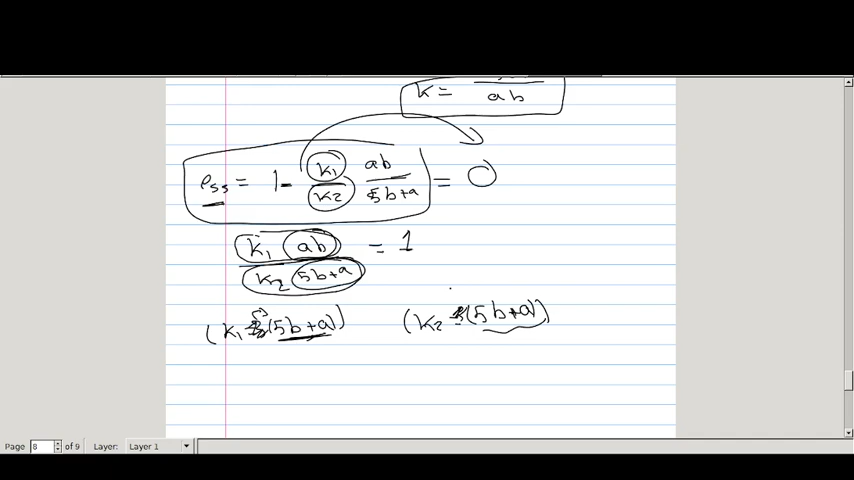 k =
ab
e_ss = 1 - k1/k2 ab/5b+a = 0
k1 ab / k2 5b+a = 1
(k1 (5b+a)) (k2 (5b+a))
Page 8 of 9 Layer: Layer 1